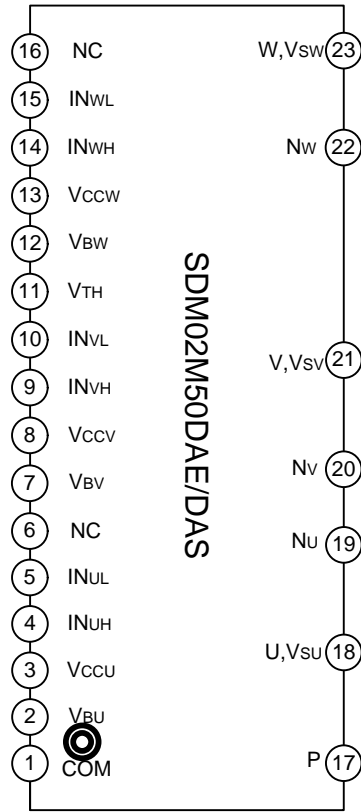 16 NC
15 INWL
14 INWH
13 VCCW
12 VBW
11 VTH
10 INVL
9 INVH
8 VCCV
7 VBV
6 NC
5 INUL
4 INUH
3 VCCU
2 VBU
1 COM
SDM02M50DAE/DAS
W,VSW 23
NW 22
V,VSV 21
NV 20
NU 19
U,VSU 18
P 17